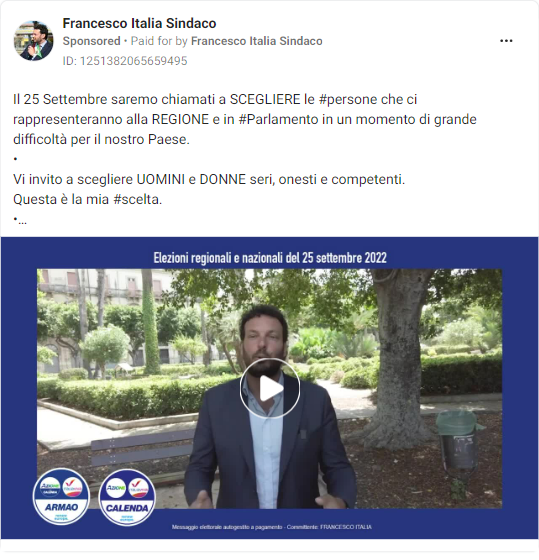 Francesco Italia Sindaco
Sponsored • Paid for by Francesco Italia Sindaco
ID: 1251382065659495
Il 25 Settembre saremo chiamati a SCEGLIERE le #persone che ci
rappresenteranno alla REGIONE e in #Parlamento in un momento di grande
difficoltà per il nostro Paese.
•
Vi invito a scegliere UOMINI e DONNE seri, onesti e competenti.
Questa è la mia #scelta.
•...
Elezioni regionali e nazionali del 25 settembre 2022
AZIONE
CALENDA
ARMAO
AZIONE
CALENDA
Messaggio elettorale autogestito a pagamento - Committente: FRANCESCO ITALIA